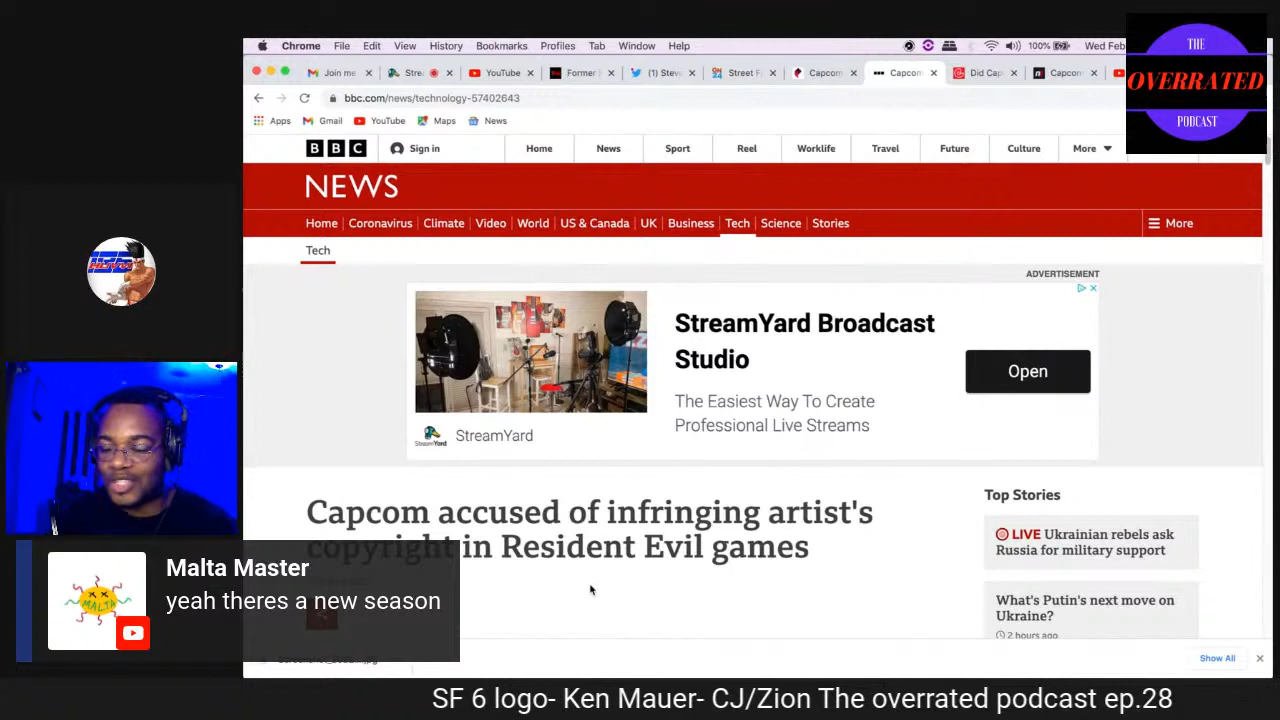 Chrome File Edit View History Bookmarks Profiles Tab Window Help 100% Wed Feb
Join me Stre YouTube Former (1) Steve Street F Capcom Capcom Did Cap Capcom
bbc.com/news/technology-57402643
Apps Gmail YouTube Maps News
THE
OVERRATED
PODCAST
BBC Sign in Home News Sport Reel Worklife Travel Future Culture More
NEWS
Home Coronavirus Climate Video World US & Canada UK Business Tech Science Stories More
Tech
ADVERTISEMENT
StreamYard Broadcast
Studio
The Easiest Way To Create
Professional Live Streams
Open
StreamYard
Capcom accused of infringing artist's
copyright in Resident Evil games
Top Stories
LIVE Ukrainian rebels ask
Russia for military support
What's Putin's next move on
Ukraine?
2 hours ago
Show All
MALTA
Malta Master
yeah theres a new season
SF 6 logo- Ken Mauer- CJ/Zion The overrated podcast ep.28